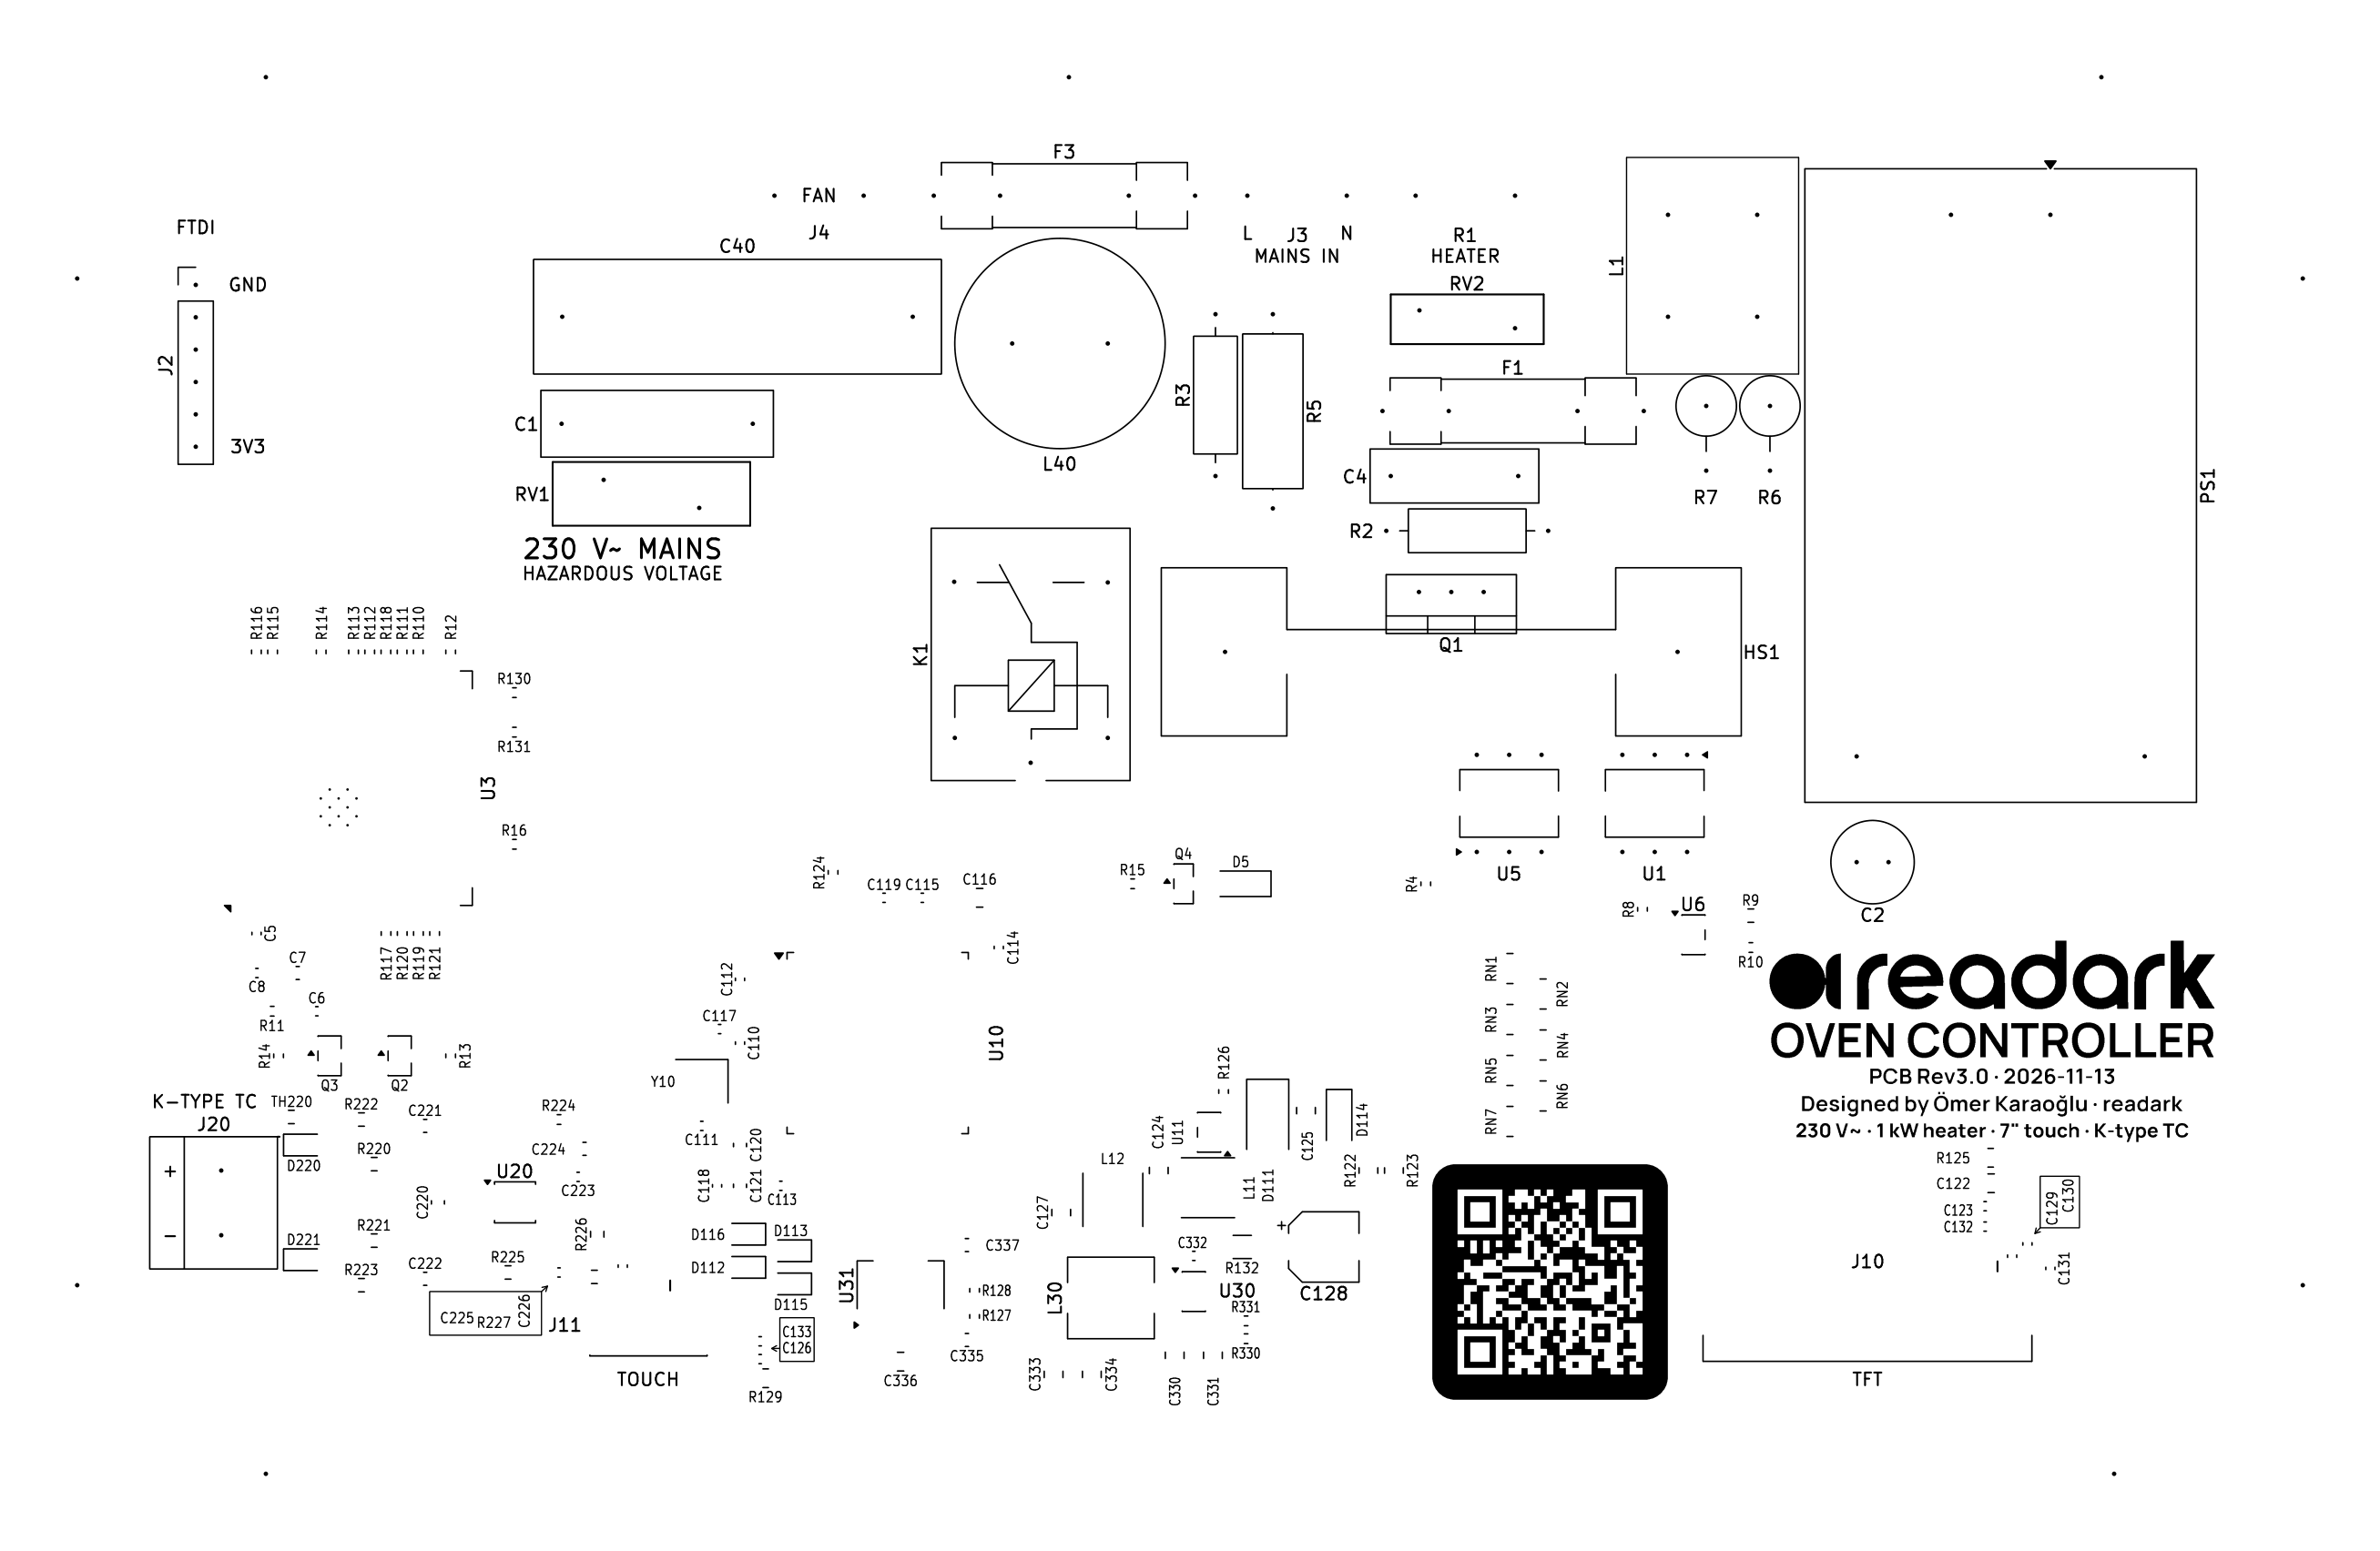 F3
FAN
FTDI
J4
L
J3
N
R1
MAINS IN
HEATER
C40
L1
GND
RV2
J2
F1
R3
R5
C1
3V3
L40
C4
RV1
R7
R6
PS1
R2
230 V~ MAINS
HAZARDOUS VOLTAGE
R116
R115
R114
R113
R112
R118
R111
R110
R12
K1
Q1
HS1
R130
R131
U3
R16
Q4
D5
R124
C119
C115
C116
R15
R4
U5
U1
R8
U6
R9
C2
C5
C7
C114
R10
R117
R120
R119
R121
C8
C6
C112
RN1
RN2
readark
OVEN CONTROLLER
PCB Rev3.0 · 2026-11-13
Designed by Ömer Karaoğlu · readark
230 V~ · 1 kW heater · 7" touch · K-type TC
R11
C117
C110
U10
RN3
RN4
R14
R13
Q3
Q2
Y10
R126
RN5
RN6
K-TYPE TC
TH220
R222
C221
R224
J20
C124
U11
C125
D114
RN7
+
D220
R220
C224
C111
C120
L12
R125
U20
C223
C118
C121
C113
L11
D111
R122
R123
C122
C129
C130
C220
C127
C123
C132
−
D221
R221
R226
D116
D113
C337
C332
+
R223
C222
R225
D112
R132
J10
C131
D115
U31
R128
L30
U30
C128
C225
R227
C226
J11
R127
R331
C133
C126
C335
R330
TOUCH
R129
C336
C333
C334
C330
C331
TFT